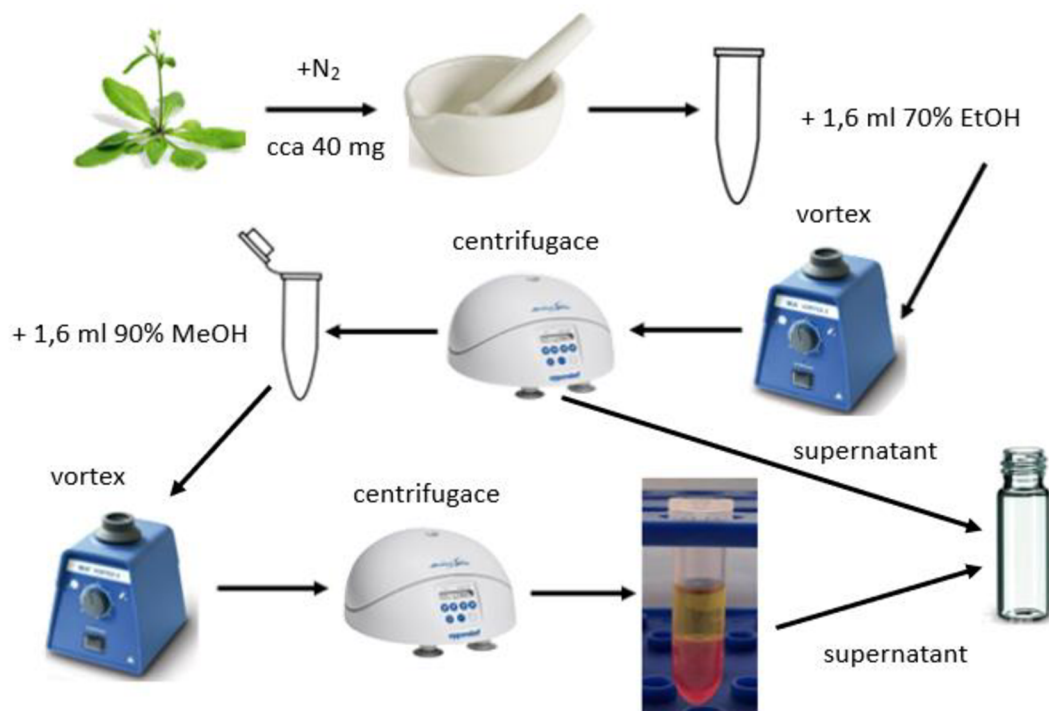 +N₂
cca 40 mg
+ 1,6 ml 70% EtOH
vortex
centrifugace
+ 1,6 ml 90% MeOH
supernatant
vortex
centrifugace
supernatant